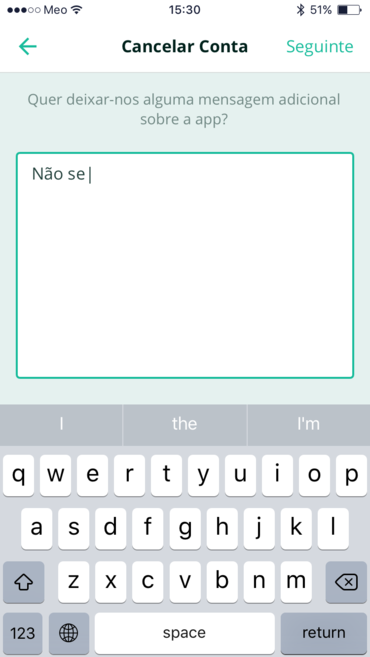 Meo 15:30 51%
Cancelar Conta Seguinte
Quer deixar-nos alguma mensagem adicional
sobre a app?
Não se
I the I'm
q w e r t y u i o p
a s d f g h j k l
z x c v b n m
123 space return